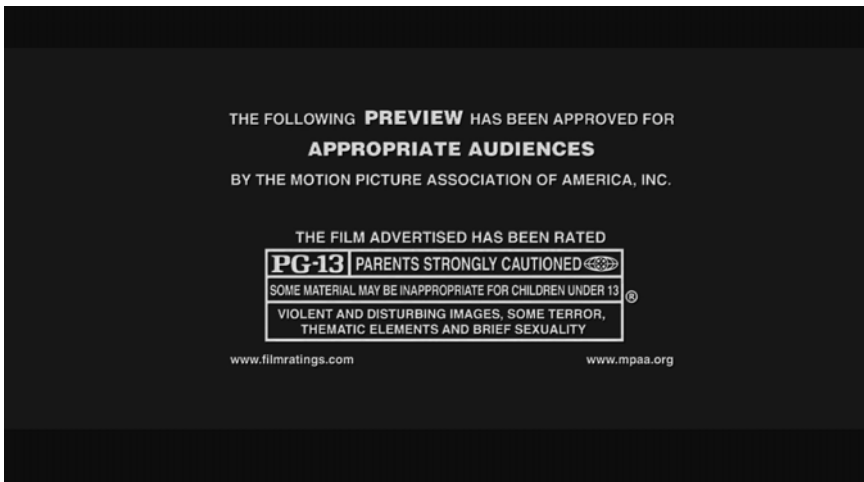 THE FOLLOWING PREVIEW HAS BEEN APPROVED FOR
APPROPRIATE AUDIENCES
BY THE MOTION PICTURE ASSOCIATION OF AMERICA, INC.
THE FILM ADVERTISED HAS BEEN RATED
PG-13 PARENTS STRONGLY CAUTIONED
SOME MATERIAL MAY BE INAPPROPRIATE FOR CHILDREN UNDER 13 ®
VIOLENT AND DISTURBING IMAGES, SOME TERROR,
THEMATIC ELEMENTS AND BRIEF SEXUALITY
www.filmratings.com www.mpaa.org